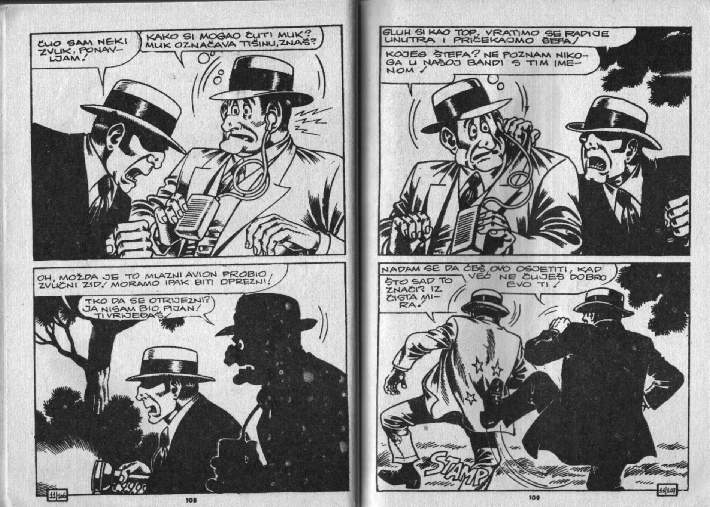 ČUO SAM NEKI
ZVUK, PONAV-
LJAM!
KAKO SI MOGAO ČUTI MUK?
MUK OZNAČAVA TIŠINU, ZNAŠ?
OH, MOŽDA JE TO MLAZNI AVION PROBIO
ZVUČNI ZID! MORAMO IPAK BITI OPREZNI!
TKO DA SE OTRIJEZNI?
JA NISAM BIO PIJAN!
TI VRIJEĐAŠ!
108
GLUH SI KAO TOP, VRATIMO SE RADIJE
UNUTRA I PRIČEKAJMO ŠEFA!
KOJEG ŠTEFA? NE POZNAM NIKO-
GA U NAŠOJ BANDI S TIM IME-
NOM!
NADAM SE DA ĆEŠ OVO OSJETITI, KAD
VEĆ NE ČUJEŠ DOBRO
EVO TI!
ŠTO SAD TO
ZNAČI? IZ
ČISTA MI-
RA!
STAMP
109